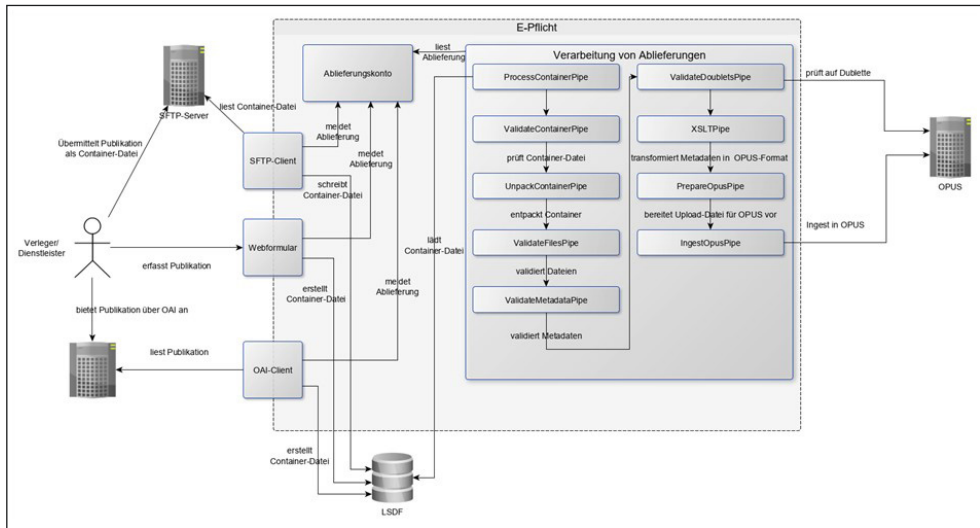 E-Pflicht
liest
Ablieferung
Verarbeitung von Ablieferungen
Ablieferungskonto
ProcessContainerPipe
ValidateDoubletsPipe
prüft auf Dublette
SFTP-Server
liest Container-Datei
meldet
Ablieferung
ValidateContainerPipe
XSLTPipe
Übermittelt Publikation
als Container-Datei
SFTP-Client
meldet
Ablieferung
prüft Container-Datei
transformiert Metadaten in OPUS-Format
schreibt
Container-Datei
UnpackContainerPipe
PrepareOpusPipe
OPUS
entpackt Container
bereitet Upload-Datei für OPUS vor
Ingest in OPUS
Verleger/
Dienstleister
Webformular
lädt
Container-Datei
ValidateFilesPipe
IngestOpusPipe
erfasst Publikation
validiert Dateien
erstellt
Container-Datei
meldet
Ablieferung
ValidateMetadataPipe
bietet Publikation über OAI an
validiert Metadaten
liest Publikation
OAI-Client
erstellt
Container-Datei
LSDF